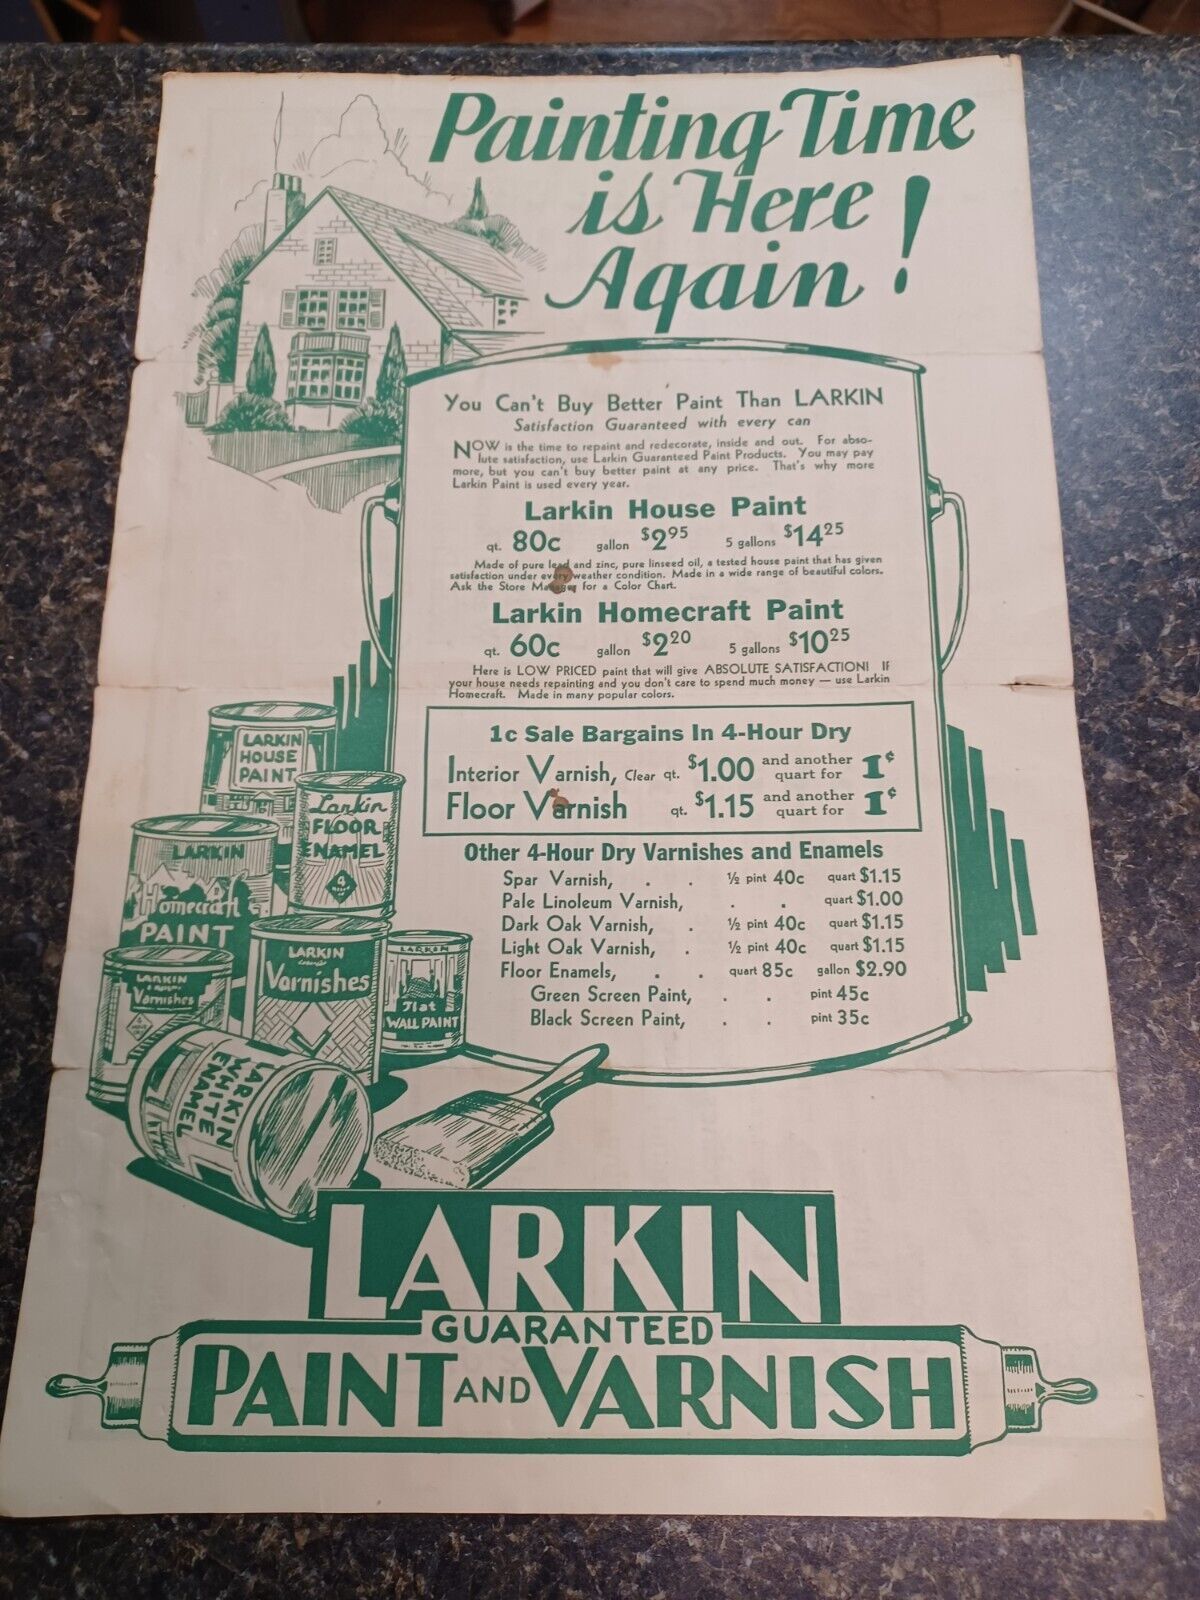 Painting Time
is Here
Again!
You Can't Buy Better Paint Than LARKIN
Satisfaction Guaranteed with every can
NOW is the time to repaint and redecorate, inside and out. For abso-
lute satisfaction, use Larkin Guaranteed Paint Products. You may pay
more, but you can't buy better paint at any price. That's why more
Larkin Paint is used every year.
Larkin House Paint
qt. 80c gallon $2.95 5 gallons $14.25
Made of pure lead and zinc, pure linseed oil, a tested house paint that has given
satisfaction under every weather condition. Made in a wide range of beautiful colors.
Ask the Store Manager for a Color Chart.
Larkin Homecraft Paint
qt. 60c gallon $2.20 5 gallons $10.25
Here is LOW PRICED paint that will give ABSOLUTE SATISFACTION! If
your house needs repainting and you don't care to spend much money — use Larkin
Homecraft. Made in many popular colors.
1c Sale Bargains In 4-Hour Dry
Interior Varnish, Clear qt. $1.00 and another quart for 1¢
Floor Varnish qt. $1.15 and another quart for 1¢
Other 4-Hour Dry Varnishes and Enamels
Spar Varnish, . . ½ pint 40c quart $1.15
Pale Linoleum Varnish, . . quart $1.00
Dark Oak Varnish, . ½ pint 40c quart $1.15
Light Oak Varnish, . ½ pint 40c quart $1.15
Floor Enamels, . . quart 85c gallon $2.90
Green Screen Paint, . . pint 45c
Black Screen Paint, . . pint 35c
LARKIN
HOUSE
PAINT
Larkin
FLOOR
ENAMEL
4
LARKIN
Homecraft
PAINT
LARKIN
Varnishes
LARKIN
Varnishes
LARKIN
Flat
WALL PAINT
LARKIN
WHITE
ENAMEL
LARKIN
GUARANTEED
PAINT AND VARNISH